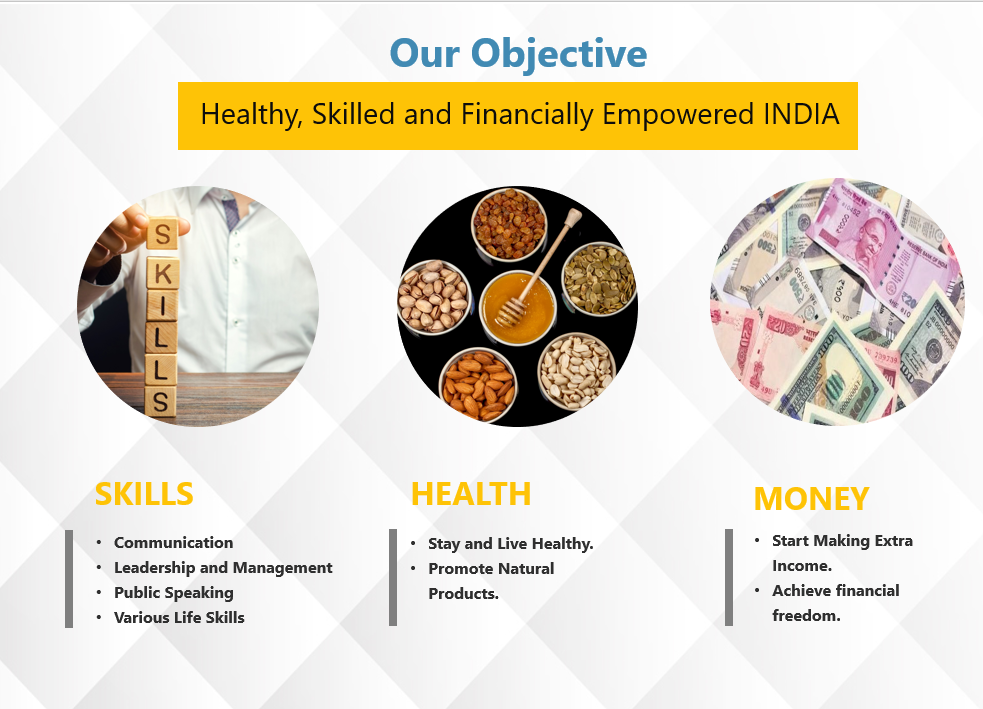 Our Objective
Healthy, Skilled and Financially Empowered INDIA
S
K
I
L
L
S
SKILLS
• Communication
• Leadership and Management
• Public Speaking
• Various Life Skills
HEALTH
• Stay and Live Healthy.
• Promote Natural
Products.
MONEY
• Start Making Extra
Income.
• Achieve financial
freedom.